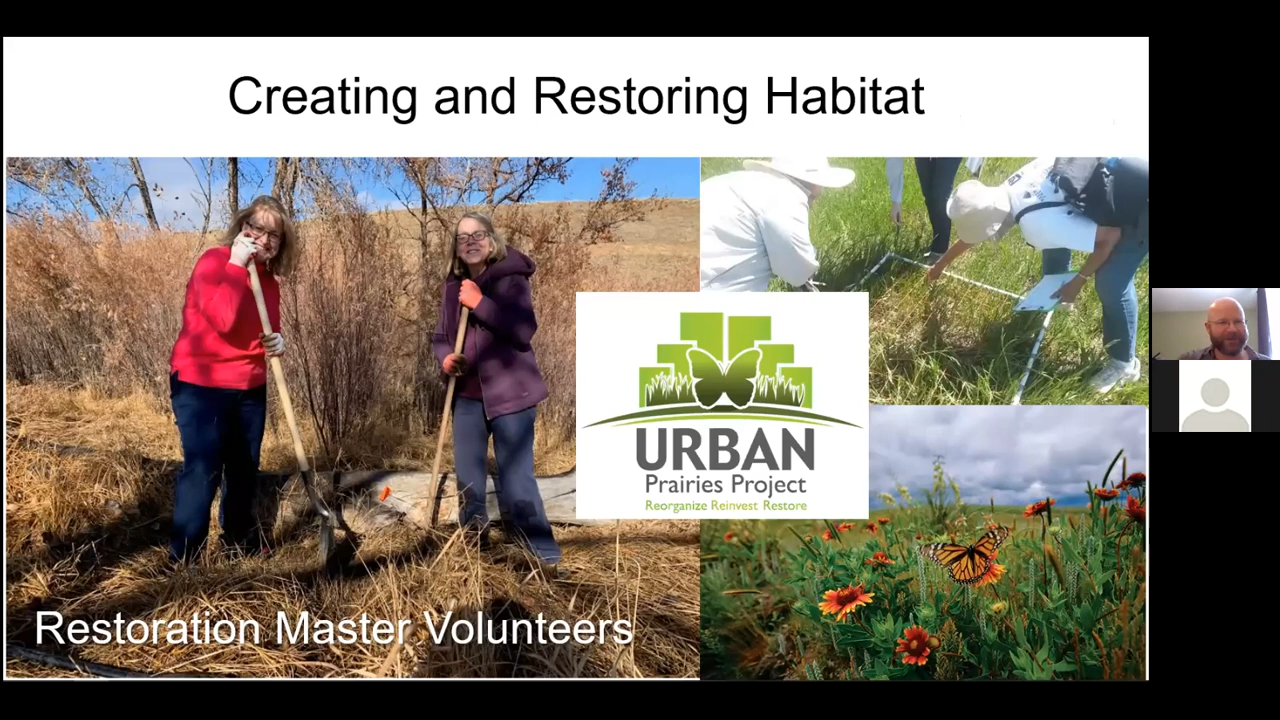 Creating and Restoring Habitat
URBAN
Prairies Project
Reorganize Reinvest Restore
Restoration Master Volunteers